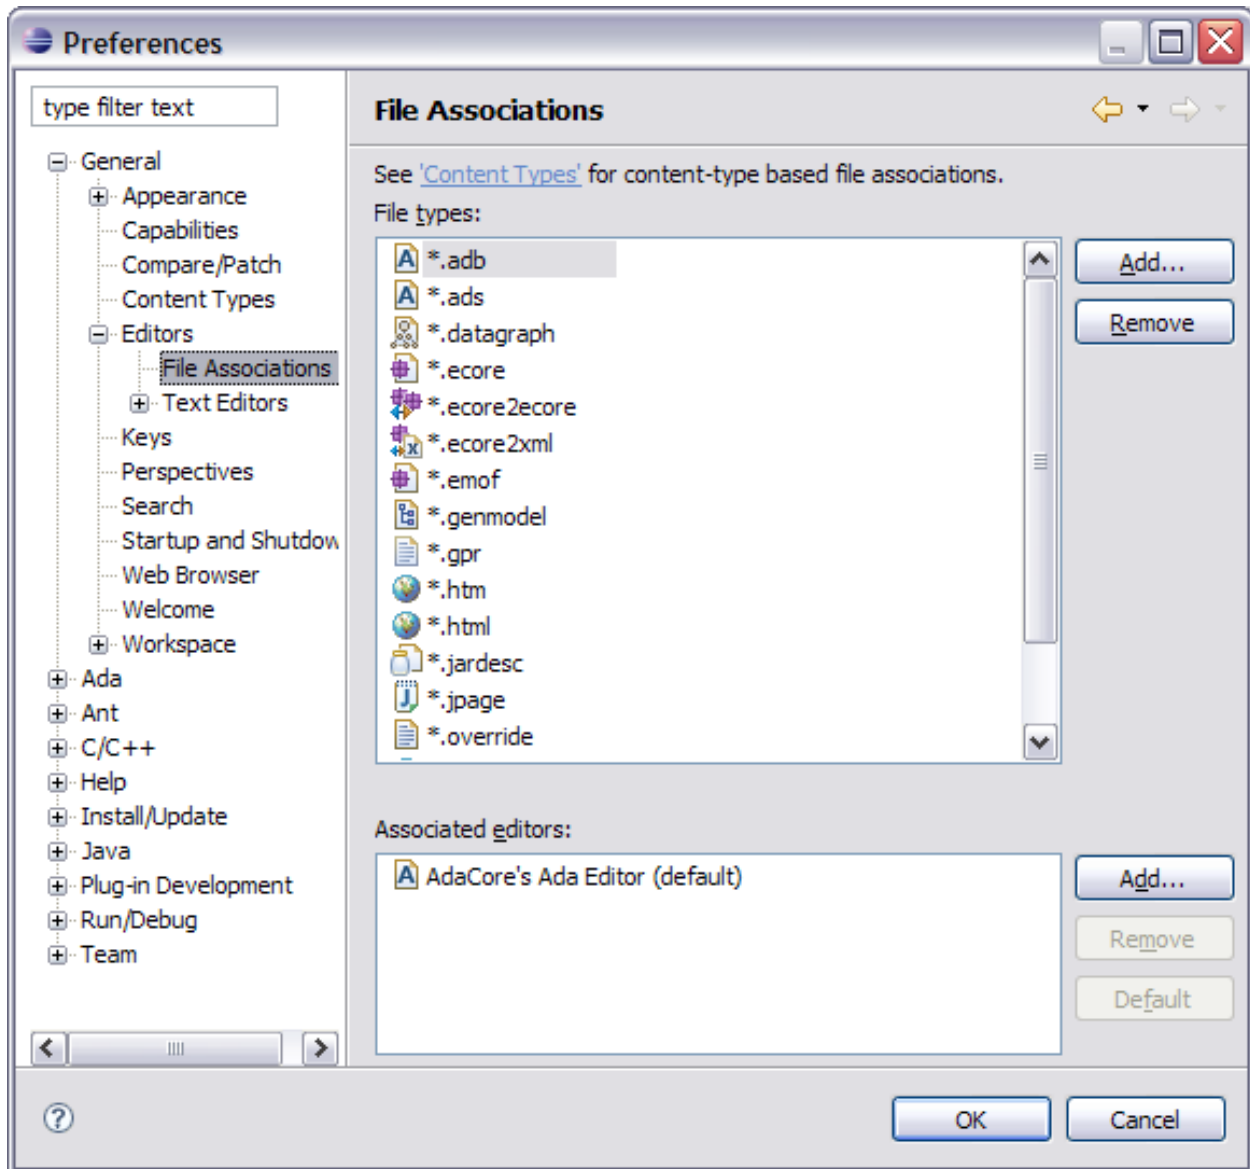 Preferences
type filter text
General
Appearance
Capabilities
Compare/Patch
Content Types
Editors
File Associations
Text Editors
Keys
Perspectives
Search
Startup and Shutdow
Web Browser
Welcome
Workspace
Ada
Ant
C/C++
Help
Install/Update
Java
Plug-in Development
Run/Debug
Team
File Associations
See 'Content Types' for content-type based file associations.
File types:
*.adb
*.ads
*.datagraph
*.ecore
*.ecore2ecore
*.ecore2xml
*.emof
*.genmodel
*.gpr
*.htm
*.html
*.jardesc
*.jpage
*.override
Add...
Remove
Associated editors:
AdaCore's Ada Editor (default)
Add...
Remove
Default
OK
Cancel